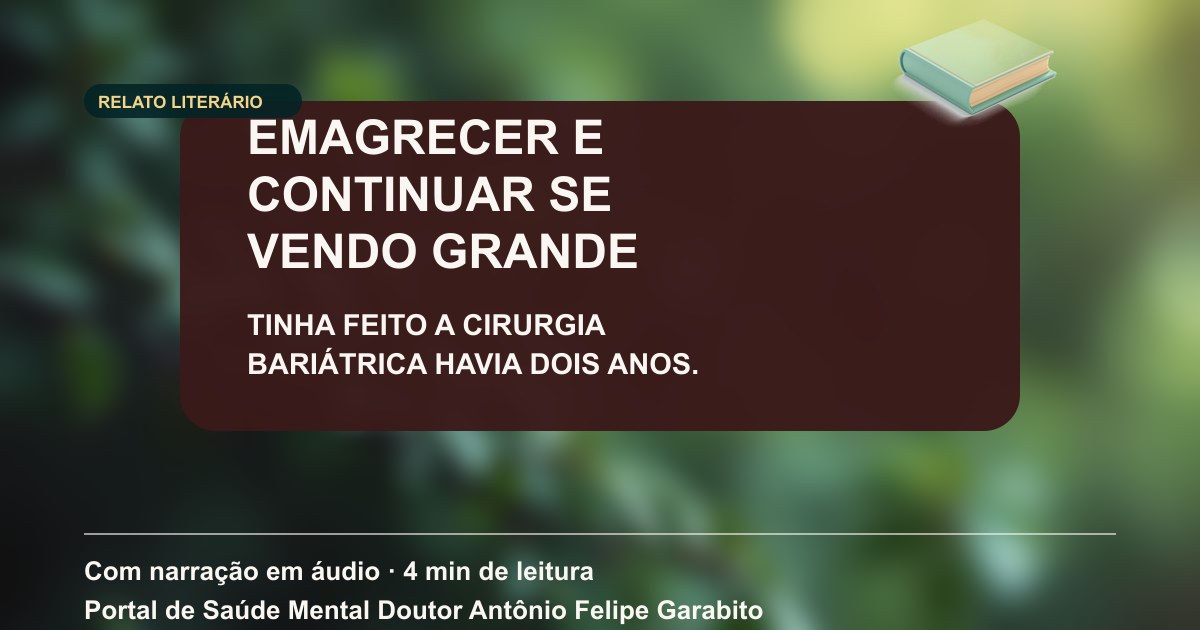 RELATO LITERÁRIO
EMAGRECER E
CONTINUAR SE
VENDO GRANDE
TINHA FEITO A CIRURGIA
BARIÁTRICA HAVIA DOIS ANOS.
Com narração em áudio · 4 min de leitura
Portal de Saúde Mental Doutor Antônio Felipe Garabito